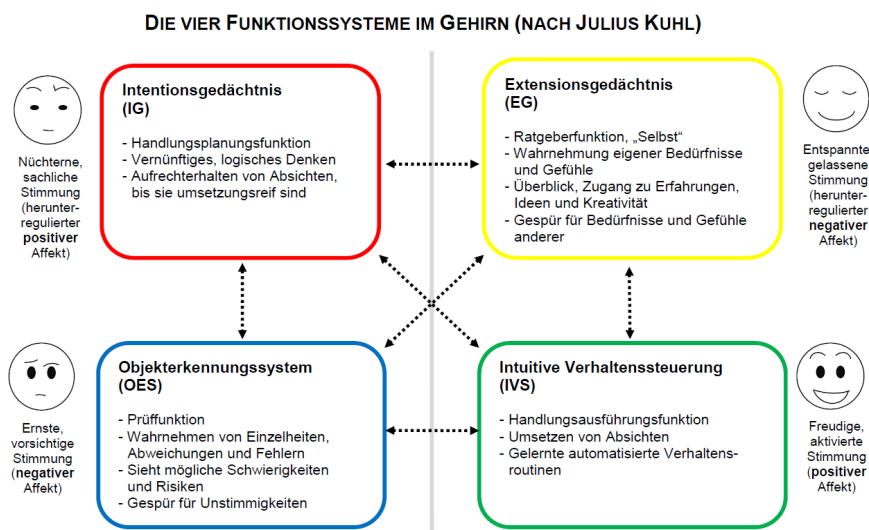 DIE VIER FUNKTIONSSYSTEME IM GEHIRN (NACH JULIUS KUHL)
Nüchterne,
sachliche
Stimmung
(herunter-
regulierter
positiver
Affekt)
Intentionsgedächtnis
(IG)
- Handlungsplanungsfunktion
- Vernünftiges, logisches Denken
- Aufrechterhalten von Absichten,
bis sie umsetzungsreif sind
Extensionsgedächtnis
(EG)
- Ratgeberfunktion, „Selbst“
- Wahrnehmung eigener Bedürfnisse
und Gefühle
- Überblick, Zugang zu Erfahrungen,
Ideen und Kreativität
- Gespür für Bedürfnisse und Gefühle
anderer
Entspannte
gelassene
Stimmung
(herunter-
regulierter
negativer
Affekt)
Ernste,
vorsichtige
Stimmung
(negativer
Affekt)
Objekterkennungssystem
(OES)
- Prüffunktion
- Wahrnehmen von Einzelheiten,
Abweichungen und Fehlern
- Sieht mögliche Schwierigkeiten
und Risiken
- Gespür für Unstimmigkeiten
Intuitive Verhaltenssteuerung
(IVS)
- Handlungsausführungsfunktion
- Umsetzen von Absichten
- Gelernte automatisierte Verhaltens-
routinen
Freudige,
aktivierte
Stimmung
(positiver
Affekt)